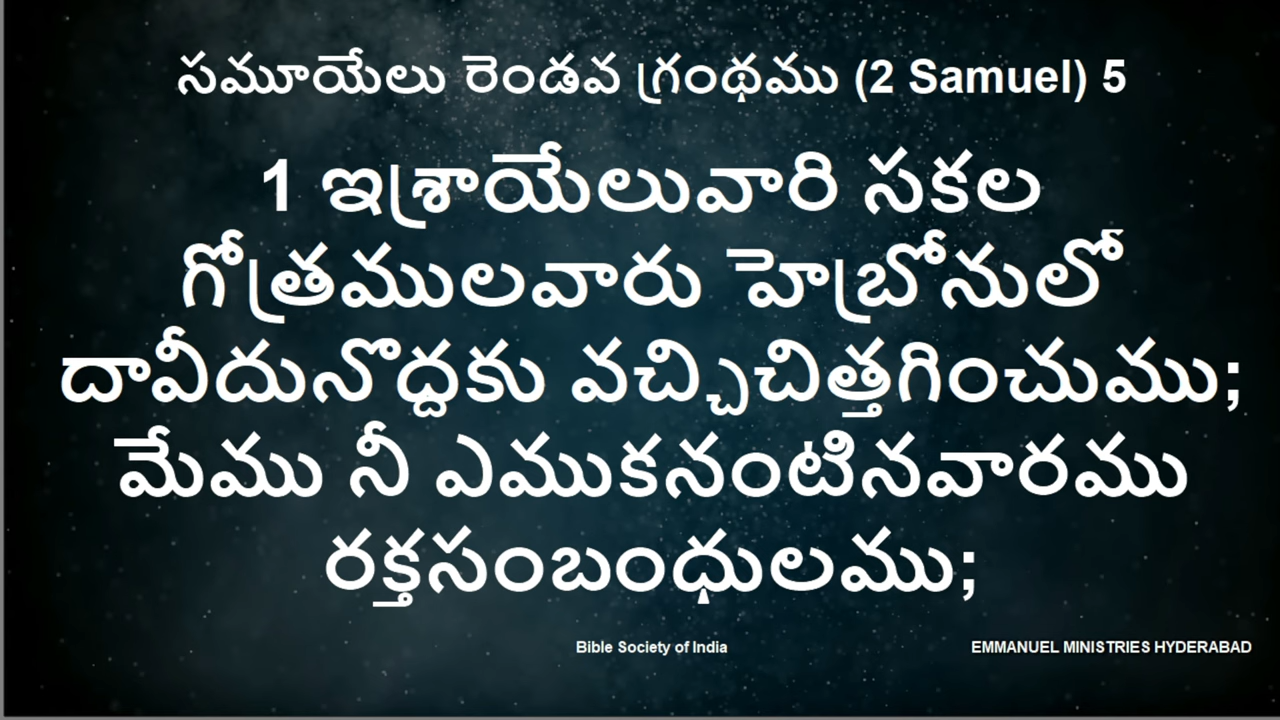 సమూయేలు రెండవ గ్రంథము (2 Samuel) 5
1 ఇశ్రాయేలువారి సకల
గోత్రములవారు హెబ్రోనులో
దావీదునొద్దకు వచ్చిచిత్తగించుము;
మేము నీ ఎముకనంటినవారము
రక్తసంబంధులము;
Bible Society of India
EMMANUEL MINISTRIES HYDERABAD